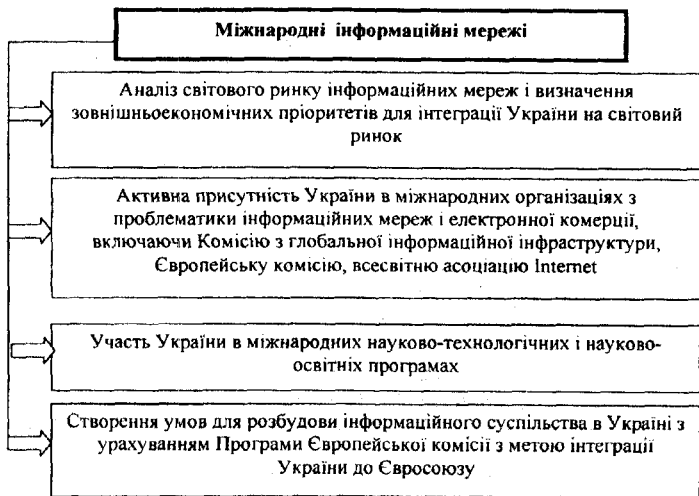 Міжнародні інформаційні мережі
Аналіз світового ринку інформаційних мереж і визначення
зовнішньоекономічних пріоритетів для інтеграції України на світовий
ринок
Активна присутність України в міжнародних організаціях з
проблематики інформаційних мереж і електронної комерції,
включаючи Комісію з глобальної інформаційної інфраструктури,
Європейську комісію, всесвітню асоціацію Internet
Участь України в міжнародних науково-технологічних і науково-
освітніх програмах
Створення умов для розбудови інформаційного суспільства в Україні з
урахуванням Програми Європейської комісії з метою інтеграції
України до Євросоюзу